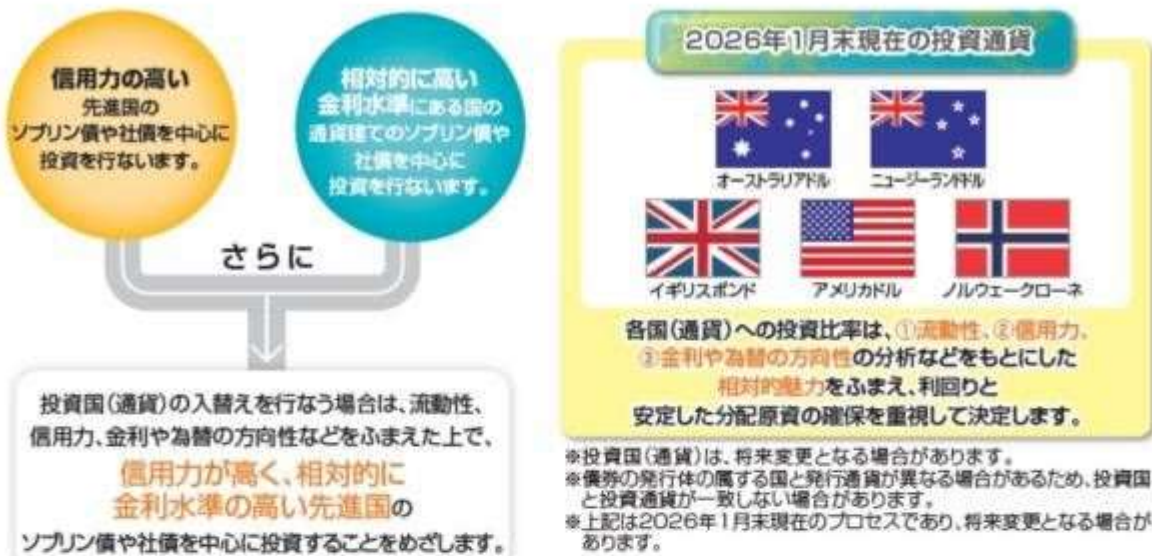 信用力の高い
先進国の
ソブリン債や社債を中心に
投資を行ないます。
相対的に高い
金利水準にある国の
通貨建てのソブリン債や
社債を中心に
投資を行ないます。
さらに
投資国(通貨)の入替えを行なう場合は、流動性、
信用力、金利や為替の方向性などをふまえた上で、
信用力が高く、相対的に
金利水準の高い先進国の
ソブリン債や社債を中心に投資することをめざします。
2026年1月末現在の投資通貨
オーストラリアドル
ニュージーランドドル
イギリスポンド
アメリカドル
ノルウェークローネ
各国(通貨)への投資比率は、①流動性、②信用力、
③金利や為替の方向性の分析などをもとにした
相対的魅力をふまえ、利回りと
安定した分配原資の確保を重視して決定します。
※投資国(通貨)は、将来変更となる場合があります。
※債券の発行体の属する国と発行通貨が異なる場合があるため、投資国
と投資通貨が一致しない場合があります。
※上記は2026年1月末現在のプロセスであり、将来変更となる場合が
あります。